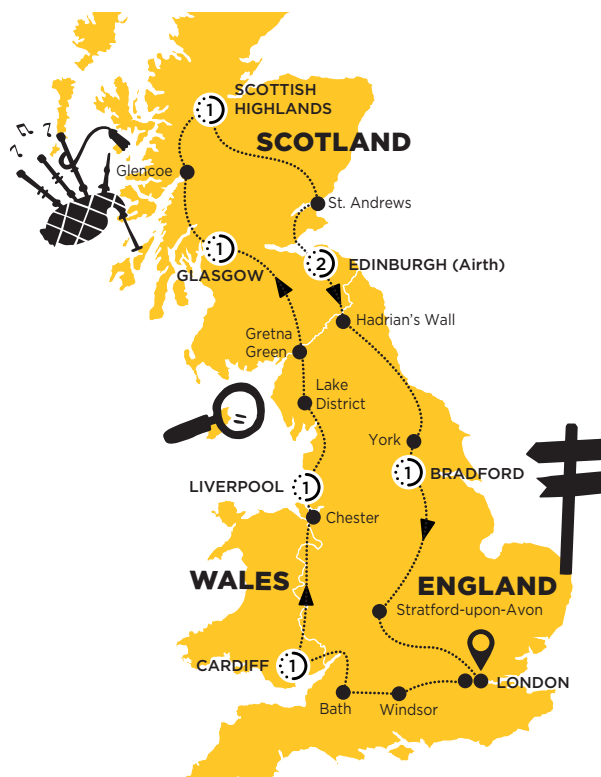 SCOTTISH
HIGHLANDS
1
SCOTLAND
Glencoe
St. Andrews
1
GLASGOW
2
EDINBURGH (Airth)
Hadrian's Wall
Gretna
Green
Lake
District
York
1
BRADFORD
LIVERPOOL
1
Chester
WALES
ENGLAND
Stratford-upon-Avon
CARDIFF
1
LONDON
Bath
Windsor